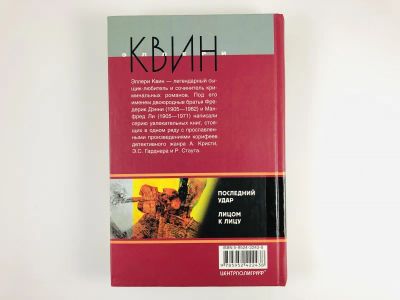 КВИН
ЭЛЛЕРИ
Эллери Квин — легендарный сы-
щик-любитель и сочинитель кри-
минальных романов. Под его
именем двоюродные братья Фре-
дерик Дэнни (1905—1982) и Ман-
фред Ли (1905—1971) написали
серию увлекательных книг, стоя-
щих в одном ряду с прославлен-
ными произведениями корифеев
детективного жанра А. Кристи,
Э.С. Гарднера и Р. Стаута.
ПОСЛЕДНИЙ
УДАР
ЛИЦОМ
К ЛИЦУ
ЦЕНТРПОЛИГРАФ